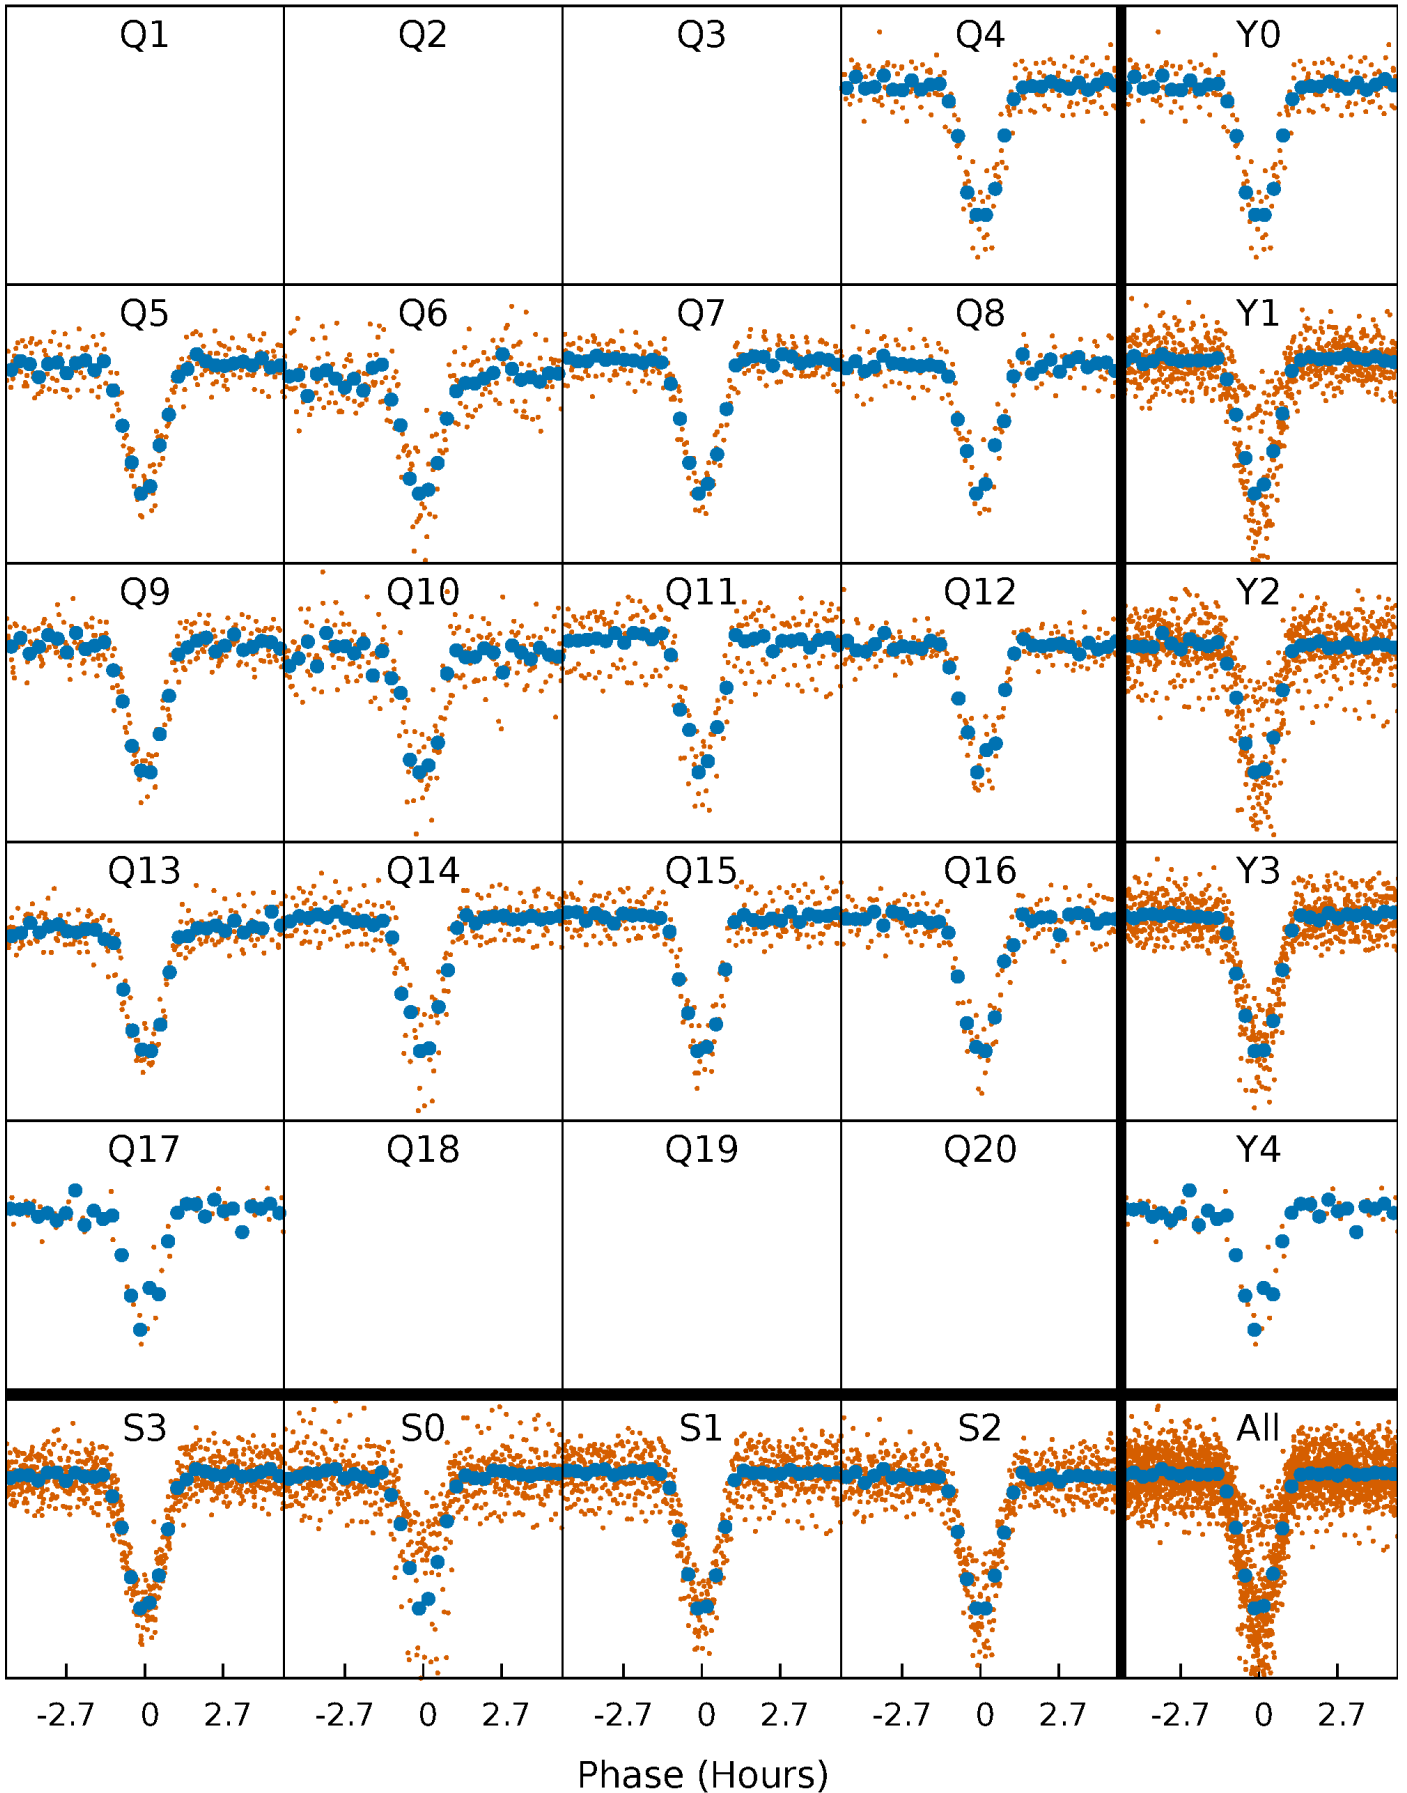 Q1 Q2 Q3 Q4 Y0
Q5 Q6 Q7 Q8 Y1
Q9 Q10 Q11 Q12 Y2
Q13 Q14 Q15 Q16 Y3
Q17 Q18 Q19 Q20 Y4
S3 S0 S1 S2 All
-2.7 0 2.7 -2.7 0 2.7 -2.7 0 2.7 -2.7 0 2.7 -2.7 0 2.7
Phase (Hours)